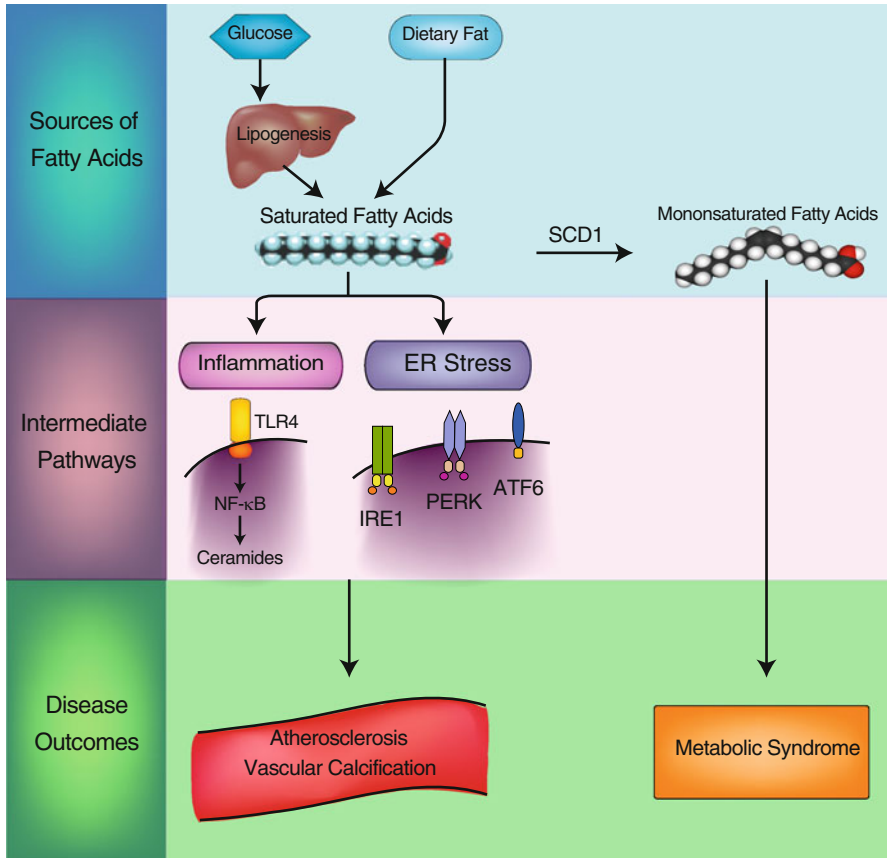 Sources of
Fatty Acids
Glucose
Dietary Fat
Lipogenesis
Saturated Fatty Acids
SCD1
Mononsaturated Fatty Acids
Intermediate
Pathways
Inflammation
ER Stress
TLR4
NF-κB
Ceramides
IRE1
PERK
ATF6
Disease
Outcomes
Atherosclerosis
Vascular Calcification
Metabolic Syndrome